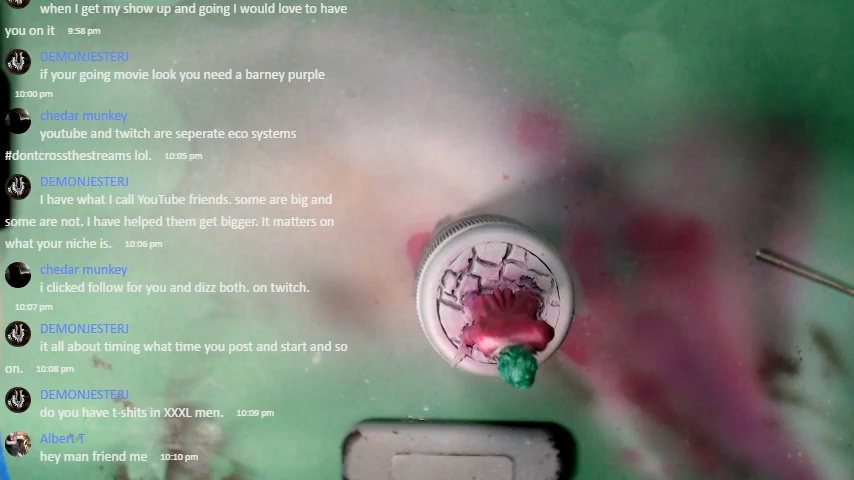 when I get my show up and going I would love to have
you on it 9:58 pm
DEMONJESTERJ
if your going movie look you need a barney purple
10:00 pm
chedar munkey
youtube and twitch are seperate eco systems
#dontcrossthestreams lol. 10:05 pm
DEMONJESTERJ
I have what i call YouTube friends. some are big and
some are not. I have helped them get bigger. It matters on
what your niche is. 10:06 pm
chedar munkey
i clicked follow for you and dizz both. on twitch.
10:07 pm
DEMONJESTERJ
it all about timing what time you post and start and so
on. 10:08 pm
DEMONJESTERJ
do you have t-shits in XXXL men. 10:09 pm
Albert T
hey man friend me 10:10 pm